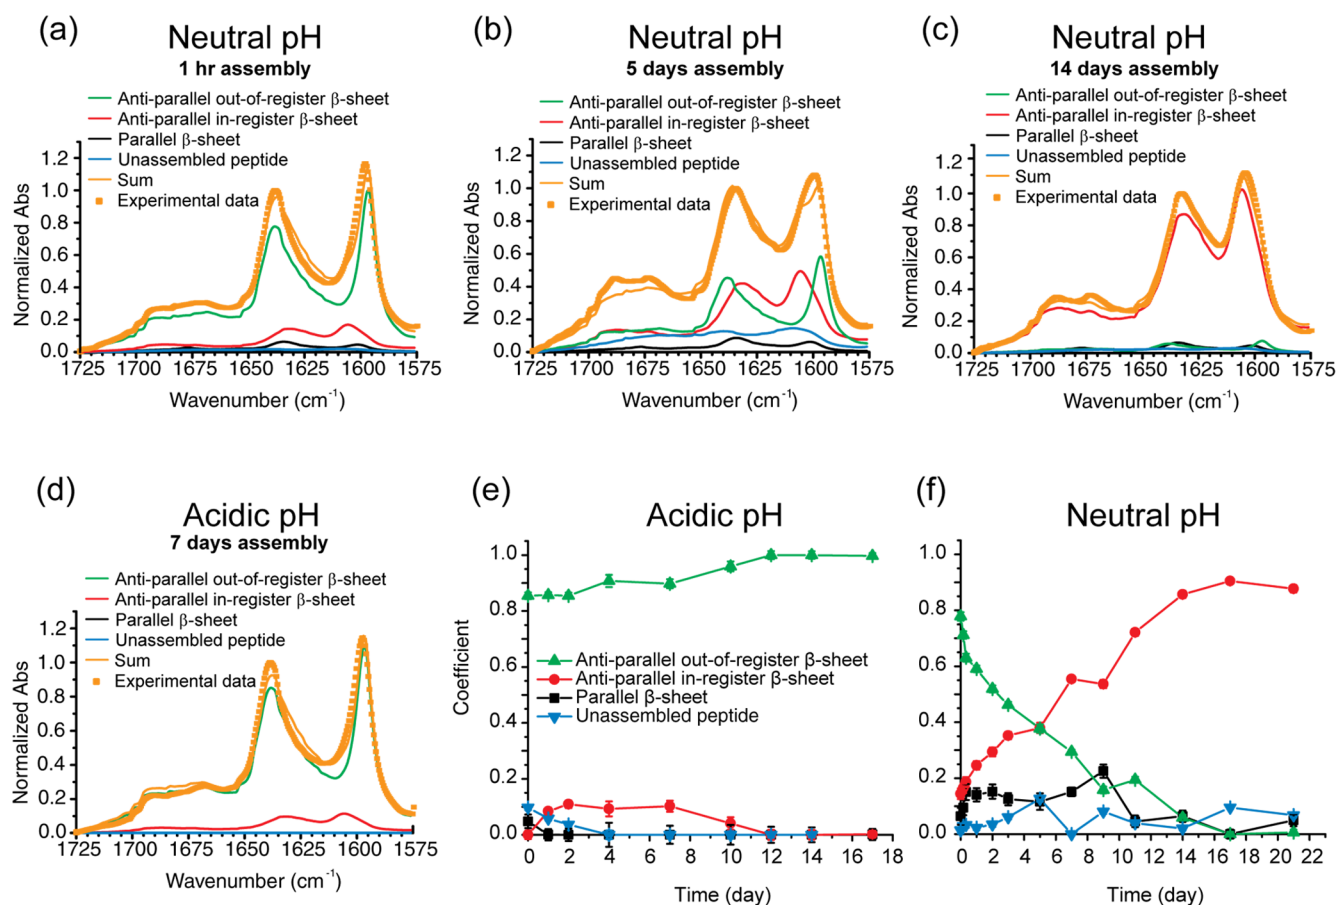 (a)
Neutral pH
1 hr assembly
Anti-parallel out-of-register β-sheet
Anti-parallel in-register β-sheet
Parallel β-sheet
Unassembled peptide
Sum
Experimental data
Normalized Abs
1.2
1.0
0.8
0.6
0.4
0.2
0.0
1725 1700 1675 1650 1625 1600 1575
Wavenumber (cm⁻¹)
(b)
Neutral pH
5 days assembly
Anti-parallel out-of-register β-sheet
Anti-parallel in-register β-sheet
Parallel β-sheet
Unassembled peptide
Sum
Experimental data
Normalized Abs
1.2
1.0
0.8
0.6
0.4
0.2
0.0
1725 1700 1675 1650 1625 1600 1575
Wavenumber (cm⁻¹)
(c)
Neutral pH
14 days assembly
Anti-parallel out-of-register β-sheet
Anti-parallel in-register β-sheet
Parallel β-sheet
Unassembled peptide
Sum
Experimental data
Normalized Abs
1.2
1.0
0.8
0.6
0.4
0.2
0.0
1725 1700 1675 1650 1625 1600 1575
Wavenumber (cm⁻¹)
(d)
Acidic pH
7 days assembly
Anti-parallel out-of-register β-sheet
Anti-parallel in-register β-sheet
Parallel β-sheet
Unassembled peptide
Sum
Experimental data
Normalized Abs
1.2
1.0
0.8
0.6
0.4
0.2
0.0
1725 1700 1675 1650 1625 1600 1575
Wavenumber (cm⁻¹)
(e)
Acidic pH
Coefficient
1.0
0.8
0.6
0.4
0.2
0.0
Anti-parallel out-of-register β-sheet
Anti-parallel in-register β-sheet
Parallel β-sheet
Unassembled peptide
0 2 4 6 8 10 12 14 16 18
Time (day)
(f)
Neutral pH
1.0
0.8
0.6
0.4
0.2
0.0
0 2 4 6 8 10 12 14 16 18 20 22
Time (day)